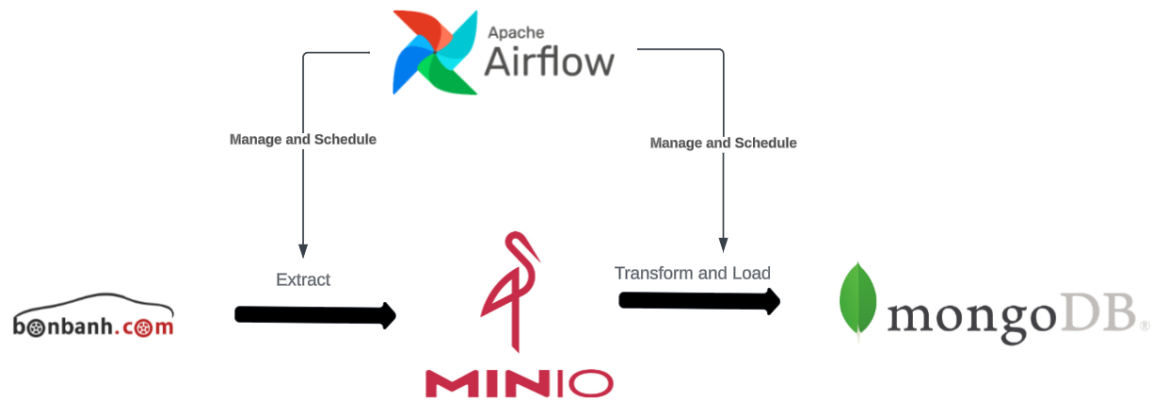 Apache
Airflow
Manage and Schedule
Manage and Schedule
Extract
Transform and Load
bonbanh.com
MINIO
mongoDB®